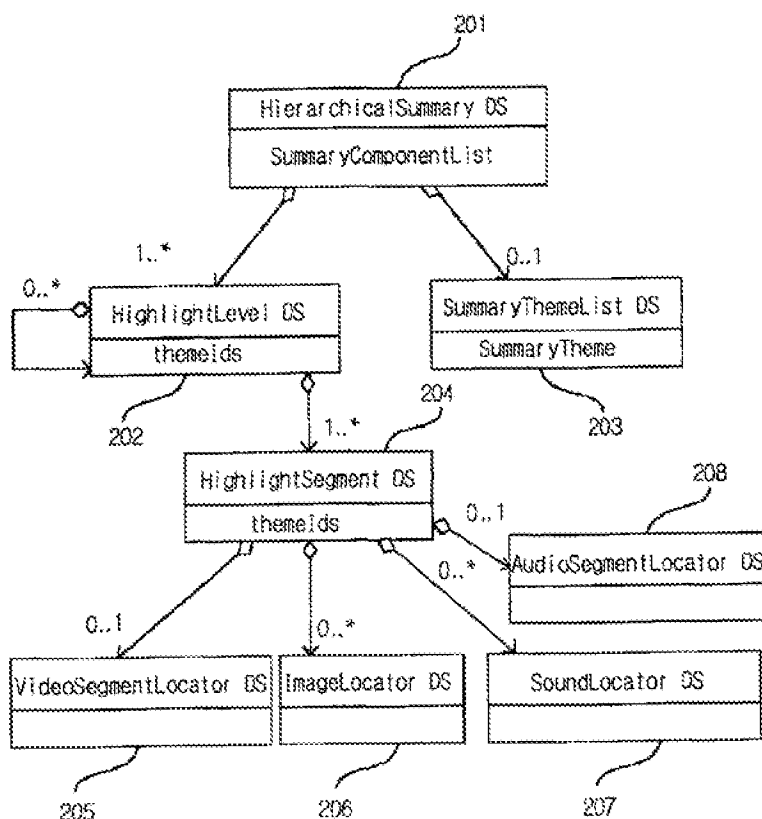 201
HierarchicalSummary DS
SummaryComponentList
1..*
0..1
0..*
HighlightLevel DS
themeIds
SummaryThemeList DS
SummaryTheme
202
203
204
1..*
HighlightSegment DS
themeIds
208
0..1
0..*
AudioSegmentLocator DS
0..1
0..*
VideoSegmentLocator DS
ImageLocator DS
SoundLocator DS
205
206
207